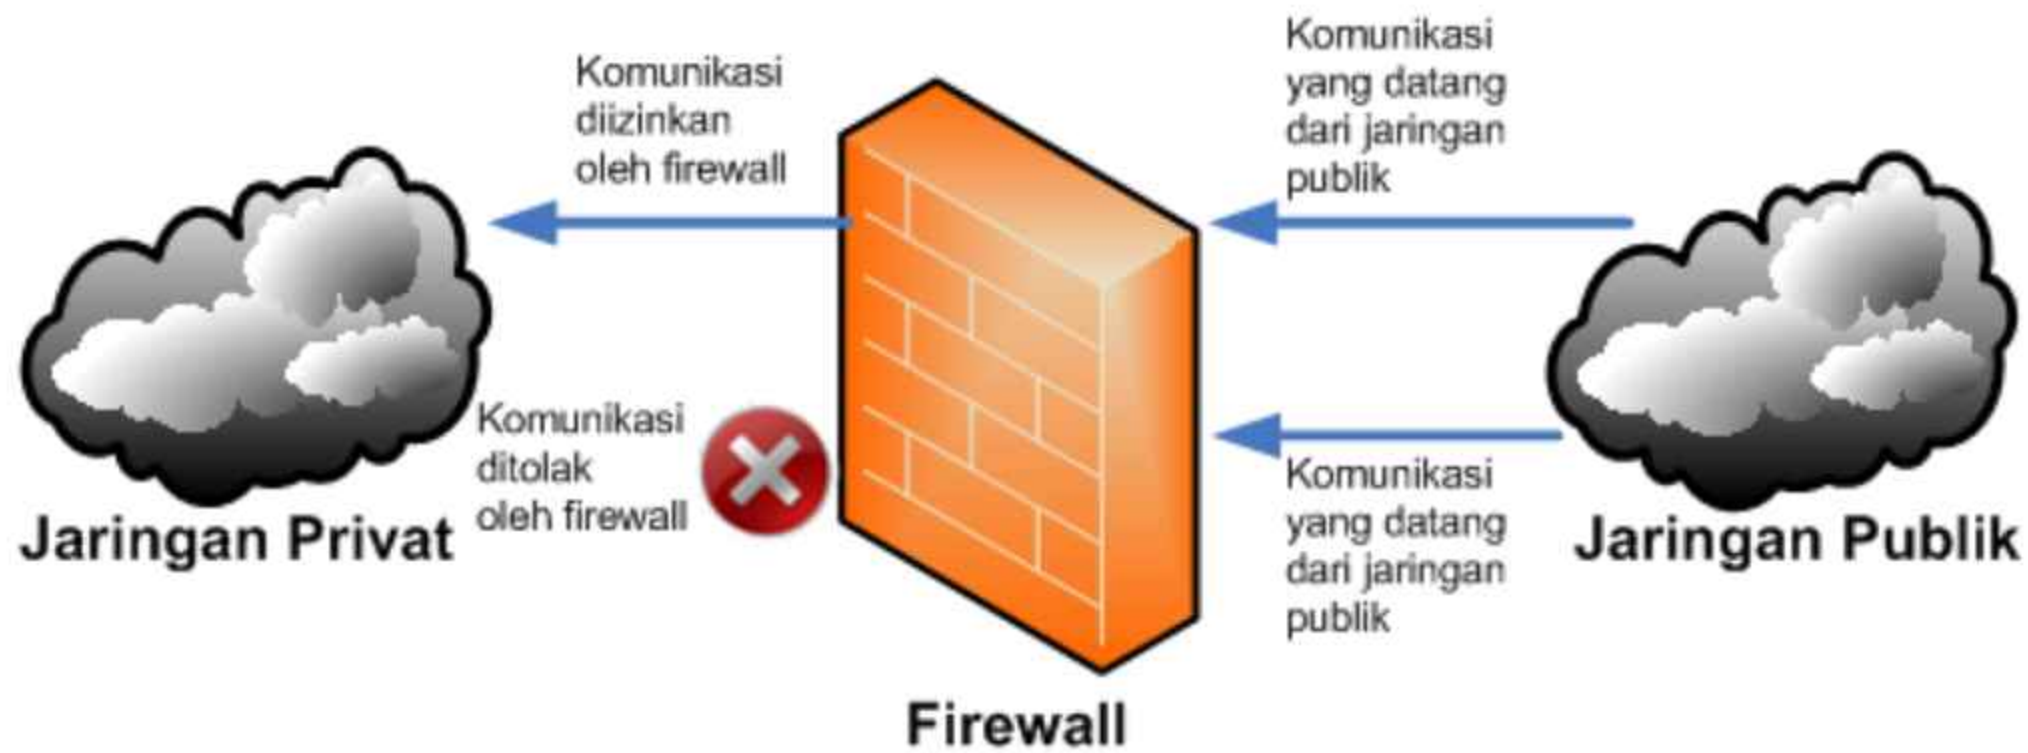 Komunikasi
diizinkan
oleh firewall
Komunikasi
yang datang
dari jaringan
publik
Komunikasi
ditolak
oleh firewall
Jaringan Privat
Komunikasi
yang datang
dari jaringan
publik
Jaringan Publik
Firewall